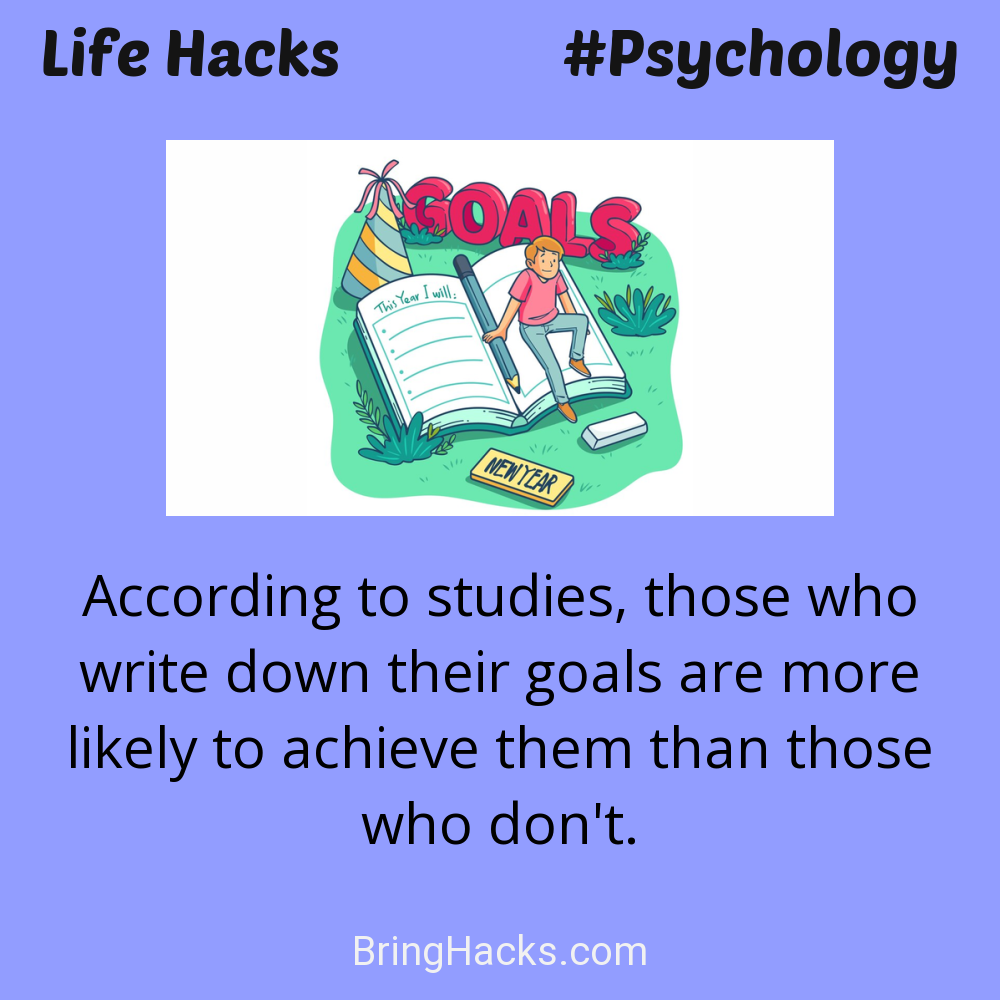 Life Hacks #Psychology
GOALS
This Year I will:
NEW YEAR
According to studies, those who
write down their goals are more
likely to achieve them than those
who don't.
BringHacks.com